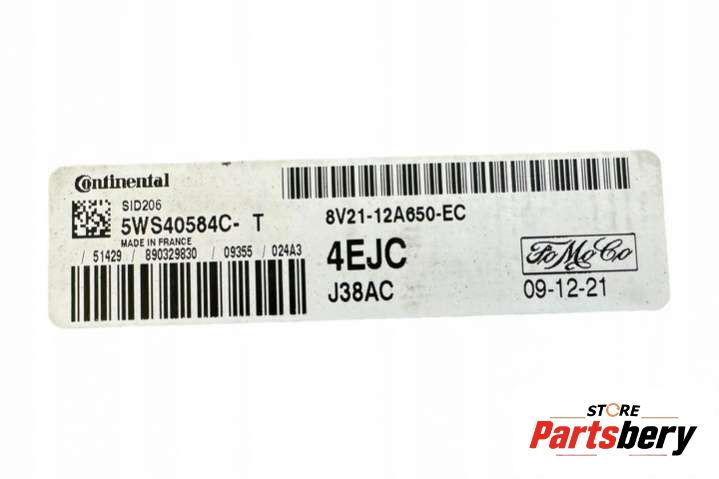 Continental
SID206
5WS40584C- T
MADE IN FRANCE
/ 51429 / 890329830 / 09355 / 024A3
8V21-12A650-EC
4EJC
J38AC
FoMoCo
09-12-21
STORE
Partsbery